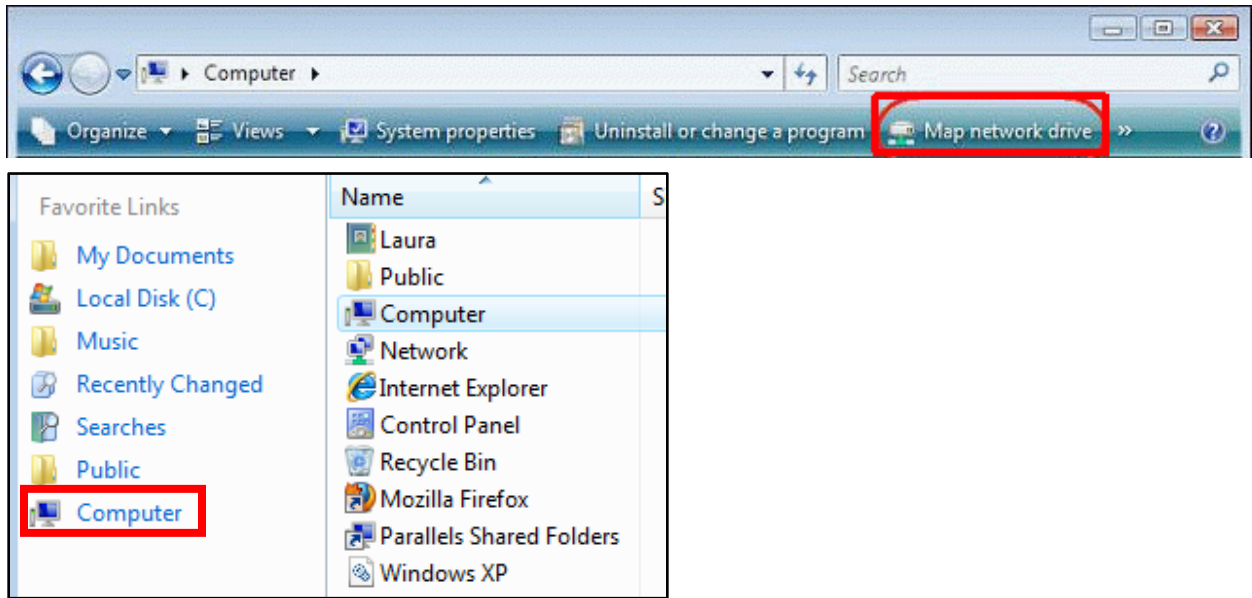 Computer
Search
Organize Views System properties Uninstall or change a program Map network drive »
Favorite Links
My Documents
Local Disk (C)
Music
Recently Changed
Searches
Public
Computer
Name S
Laura
Public
Computer
Network
Internet Explorer
Control Panel
Recycle Bin
Mozilla Firefox
Parallels Shared Folders
Windows XP